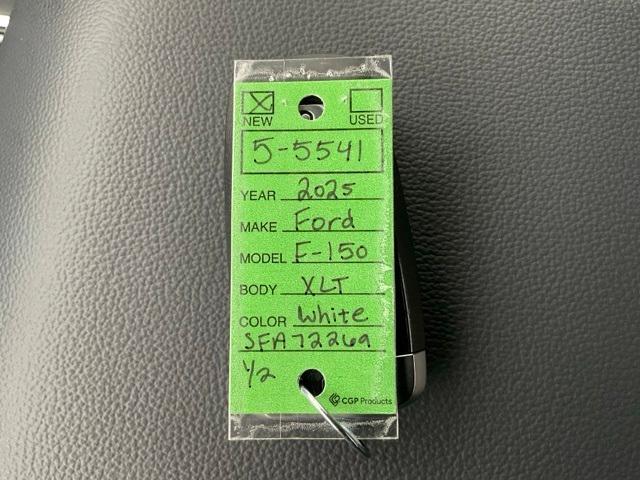 NEW USED
5-5541
YEAR 2025
MAKE Ford
MODEL F-150
BODY XLT
COLOR White
SFA72269
1/2
CGP Products